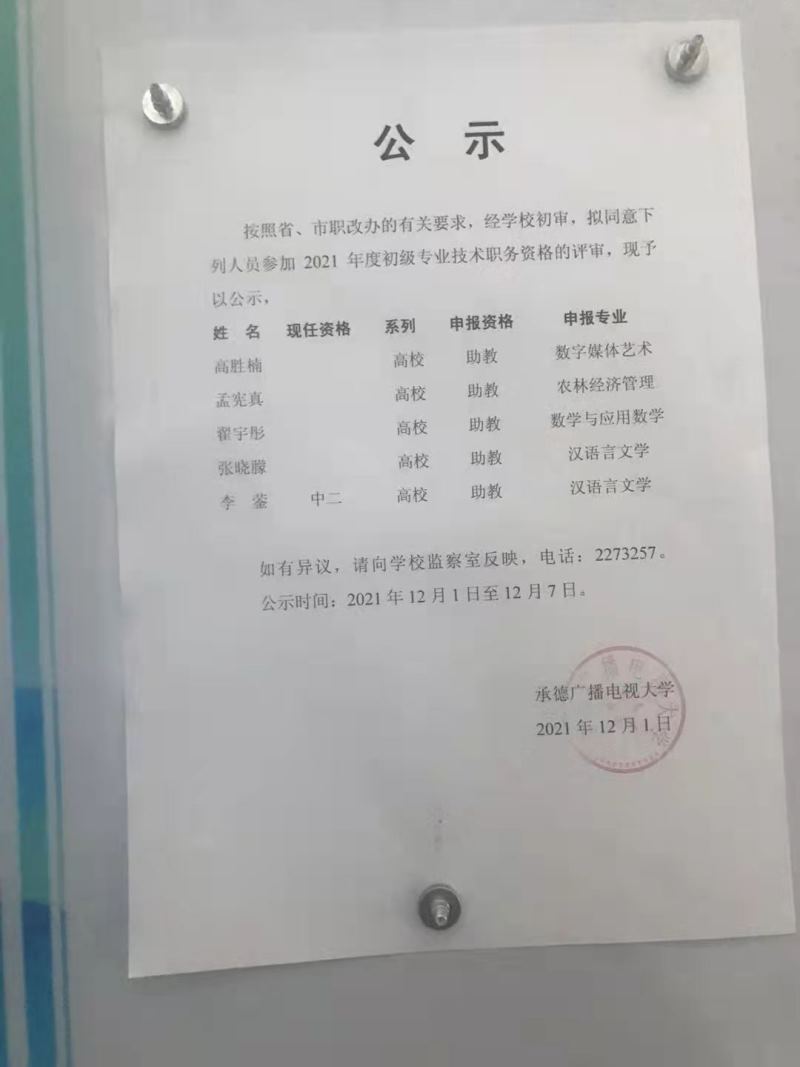 公 示
按照省、市职改办的有关要求，经学校初审，拟同意下
列人员参加 2021 年度初级专业技术职务资格的评审，现予
以公示，
姓 名 现任资格 系列 申报资格 申报专业
高胜楠 高校 助教 数字媒体艺术
孟宪真 高校 助教 农林经济管理
翟宇彤 高校 助教 数学与应用数学
张晓朦 高校 助教 汉语言文学
李 蓥 中二 高校 助教 汉语言文学
如有异议，请向学校监察室反映，电话：2273257。
公示时间：2021 年 12 月 1 日至 12 月 7 日。
承德广播电视大学
2021 年 12 月 1 日